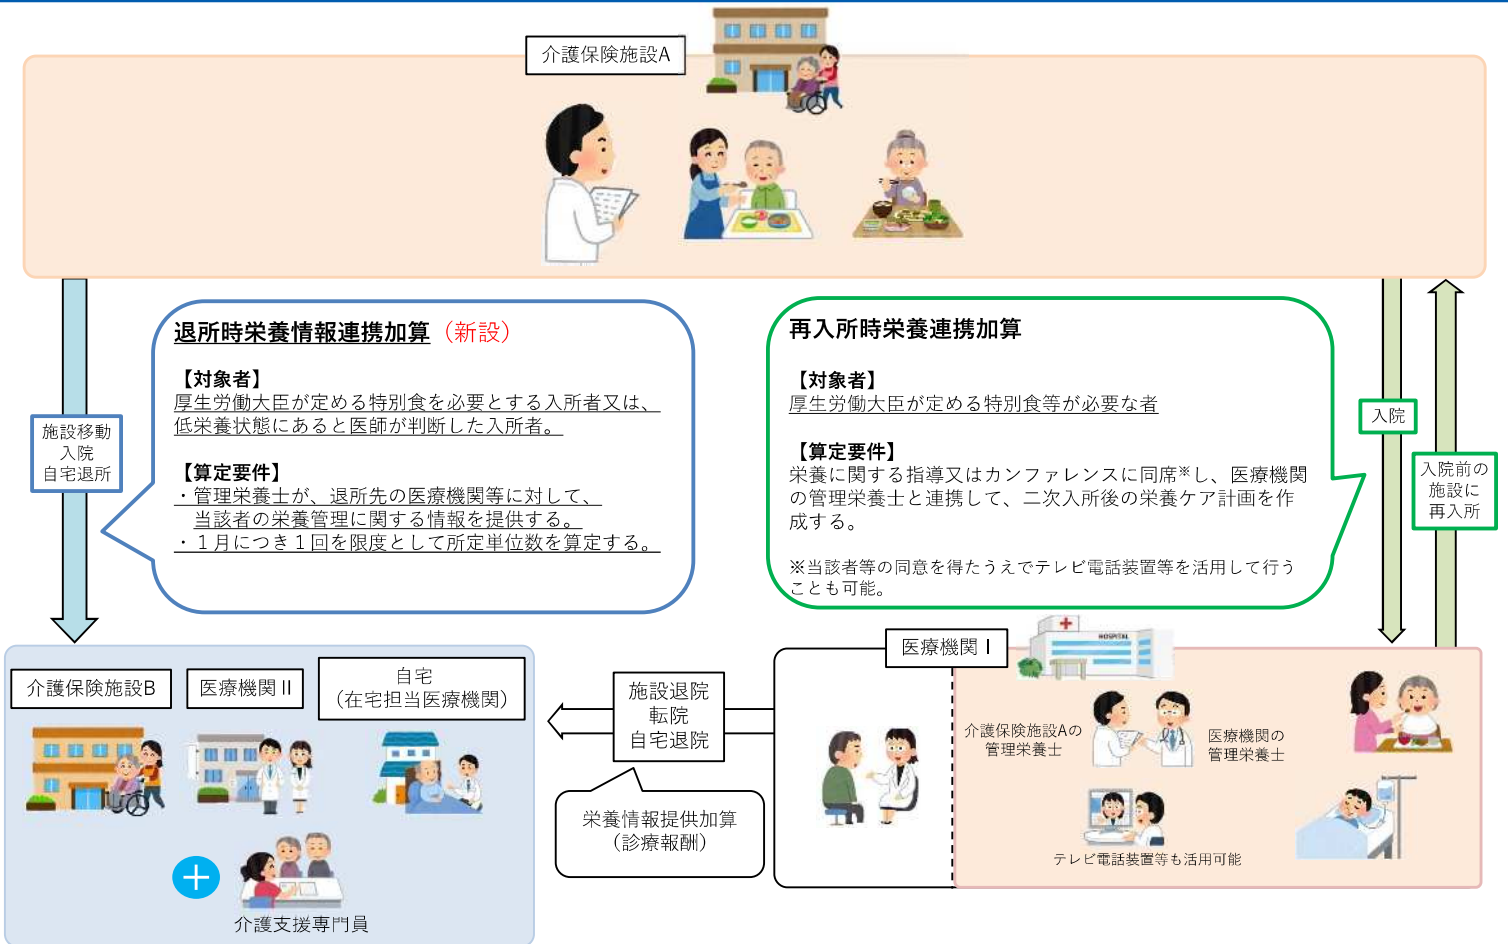 介護保険施設A
退所時栄養情報連携加算（新設）
【対象者】
厚生労働大臣が定める特別食を必要とする入所者又は、
低栄養状態にあると医師が判断した入所者。
【算定要件】
・管理栄養士が、退所先の医療機関等に対して、
当該者の栄養管理に関する情報を提供する。
・１月につき１回を限度として所定単位数を算定する。
施設移動
入院
自宅退所
再入所時栄養連携加算
【対象者】
厚生労働大臣が定める特別食等が必要な者
【算定要件】
栄養に関する指導又はカンファレンスに同席※し、医療機関
の管理栄養士と連携して、二次入所後の栄養ケア計画を作
成する。
※当該者等の同意を得たうえでテレビ電話装置等を活用して行う
ことも可能。
入院
入院前の
施設に
再入所
介護保険施設B
医療機関Ⅱ
自宅
（在宅担当医療機関）
介護支援専門員
施設退院
転院
自宅退院
栄養情報提供加算
（診療報酬）
医療機関Ⅰ
HOSPITAL
介護保険施設Aの
管理栄養士
医療機関の
管理栄養士
テレビ電話装置等も活用可能